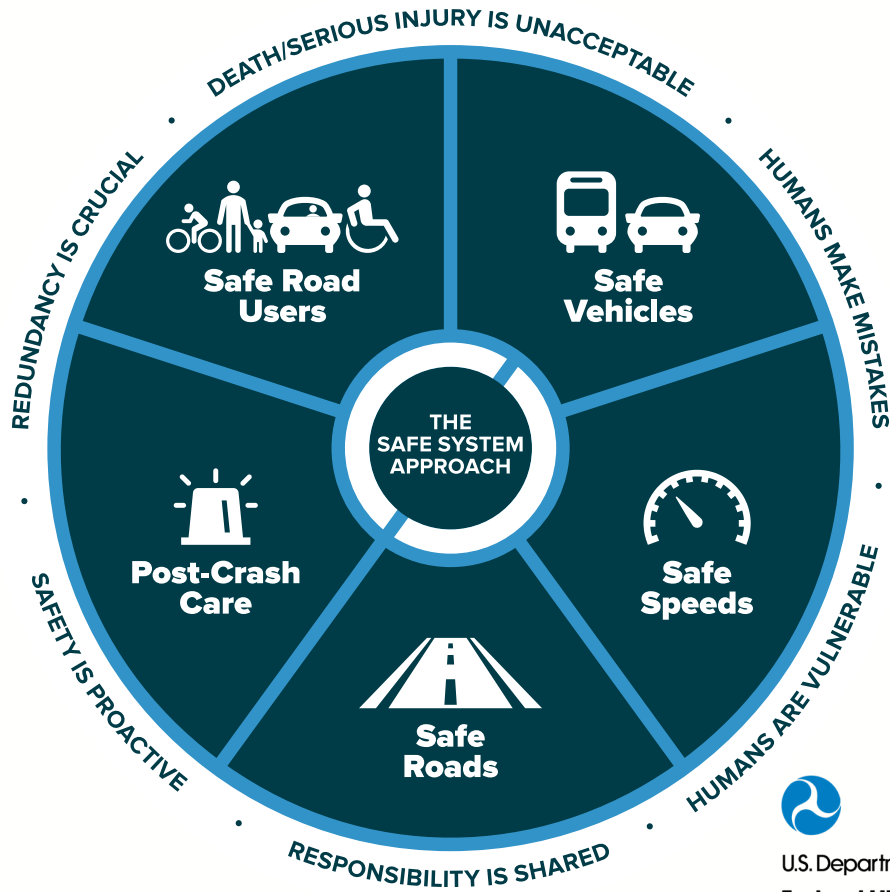 DEATH/SERIOUS INJURY IS UNACCEPTABLE
HUMANS MAKE MISTAKES
HUMANS ARE VULNERABLE
RESPONSIBILITY IS SHARED
SAFETY IS PROACTIVE
REDUNDANCY IS CRUCIAL
Safe Road
Users
Safe
Vehicles
Safe
Speeds
Safe
Roads
Post-Crash
Care
THE
SAFE SYSTEM
APPROACH
U.S. Departm